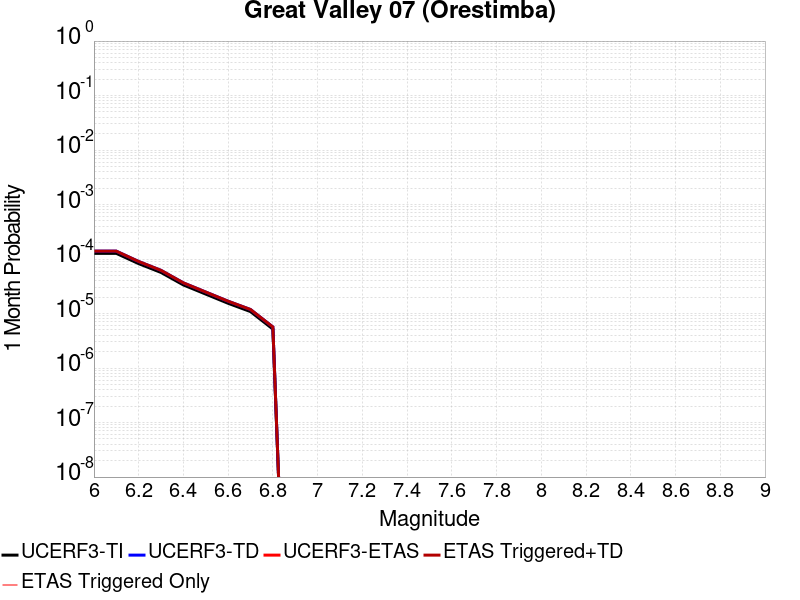 Great Valley 07 (Orestimba)
10^0
10^-1
10^-2
10^-3
10^-4
10^-5
10^-6
10^-7
10^-8
1 Month Probability
6 6.2 6.4 6.6 6.8 7 7.2 7.4 7.6 7.8 8 8.2 8.4 8.6 8.8 9
Magnitude
UCERF3-TI UCERF3-TD UCERF3-ETAS ETAS Triggered+TD
ETAS Triggered Only